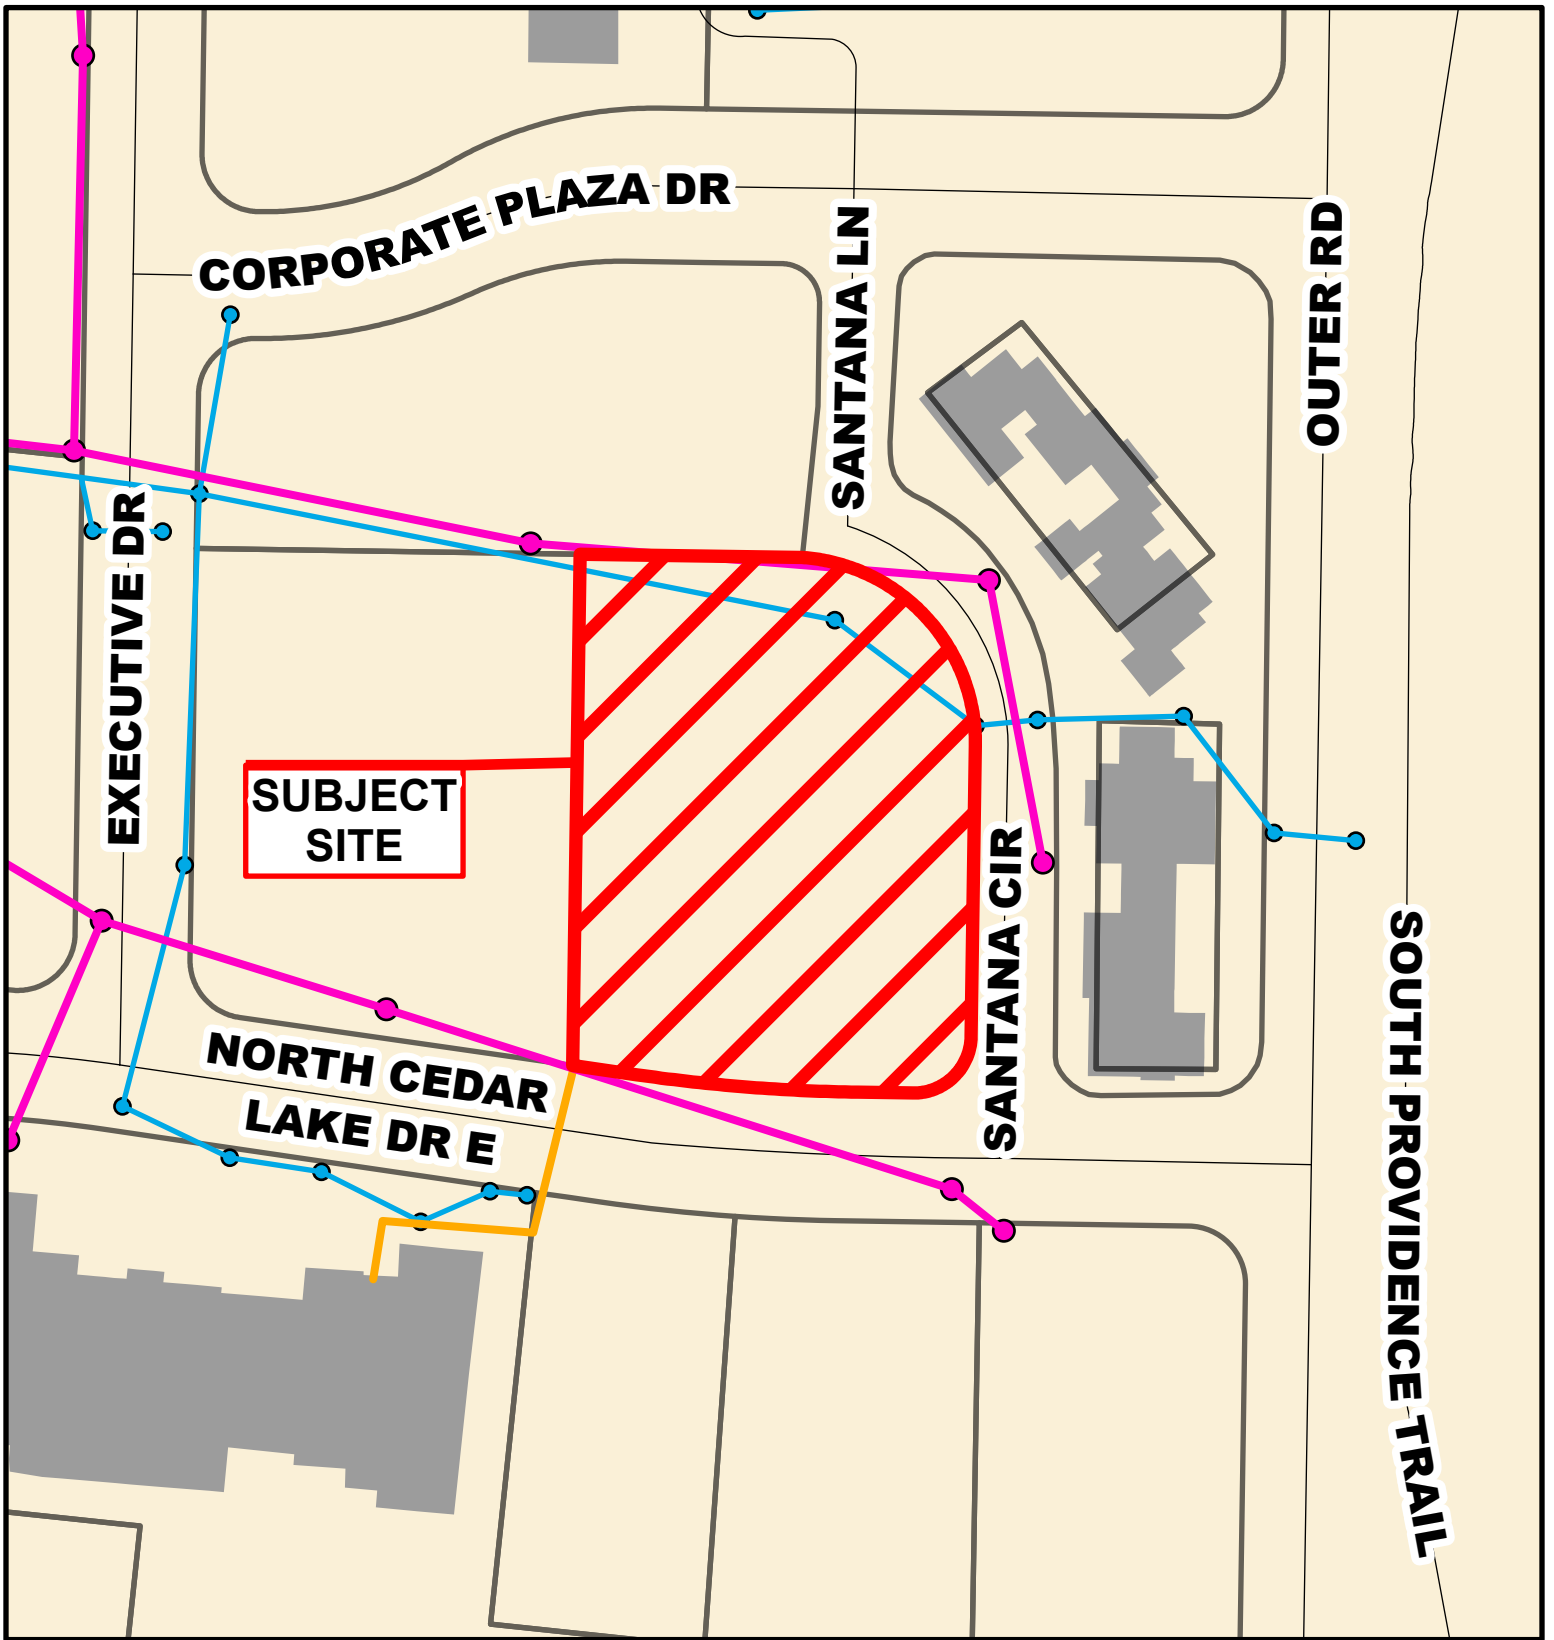 CORPORATE PLAZA DR
SANTANA LN
OUTER RD
EXECUTIVE DR
SUBJECT
SITE
SANTANA CIR
SOUTH PROVIDENCE TRAIL
NORTH CEDAR
LAKE DR E